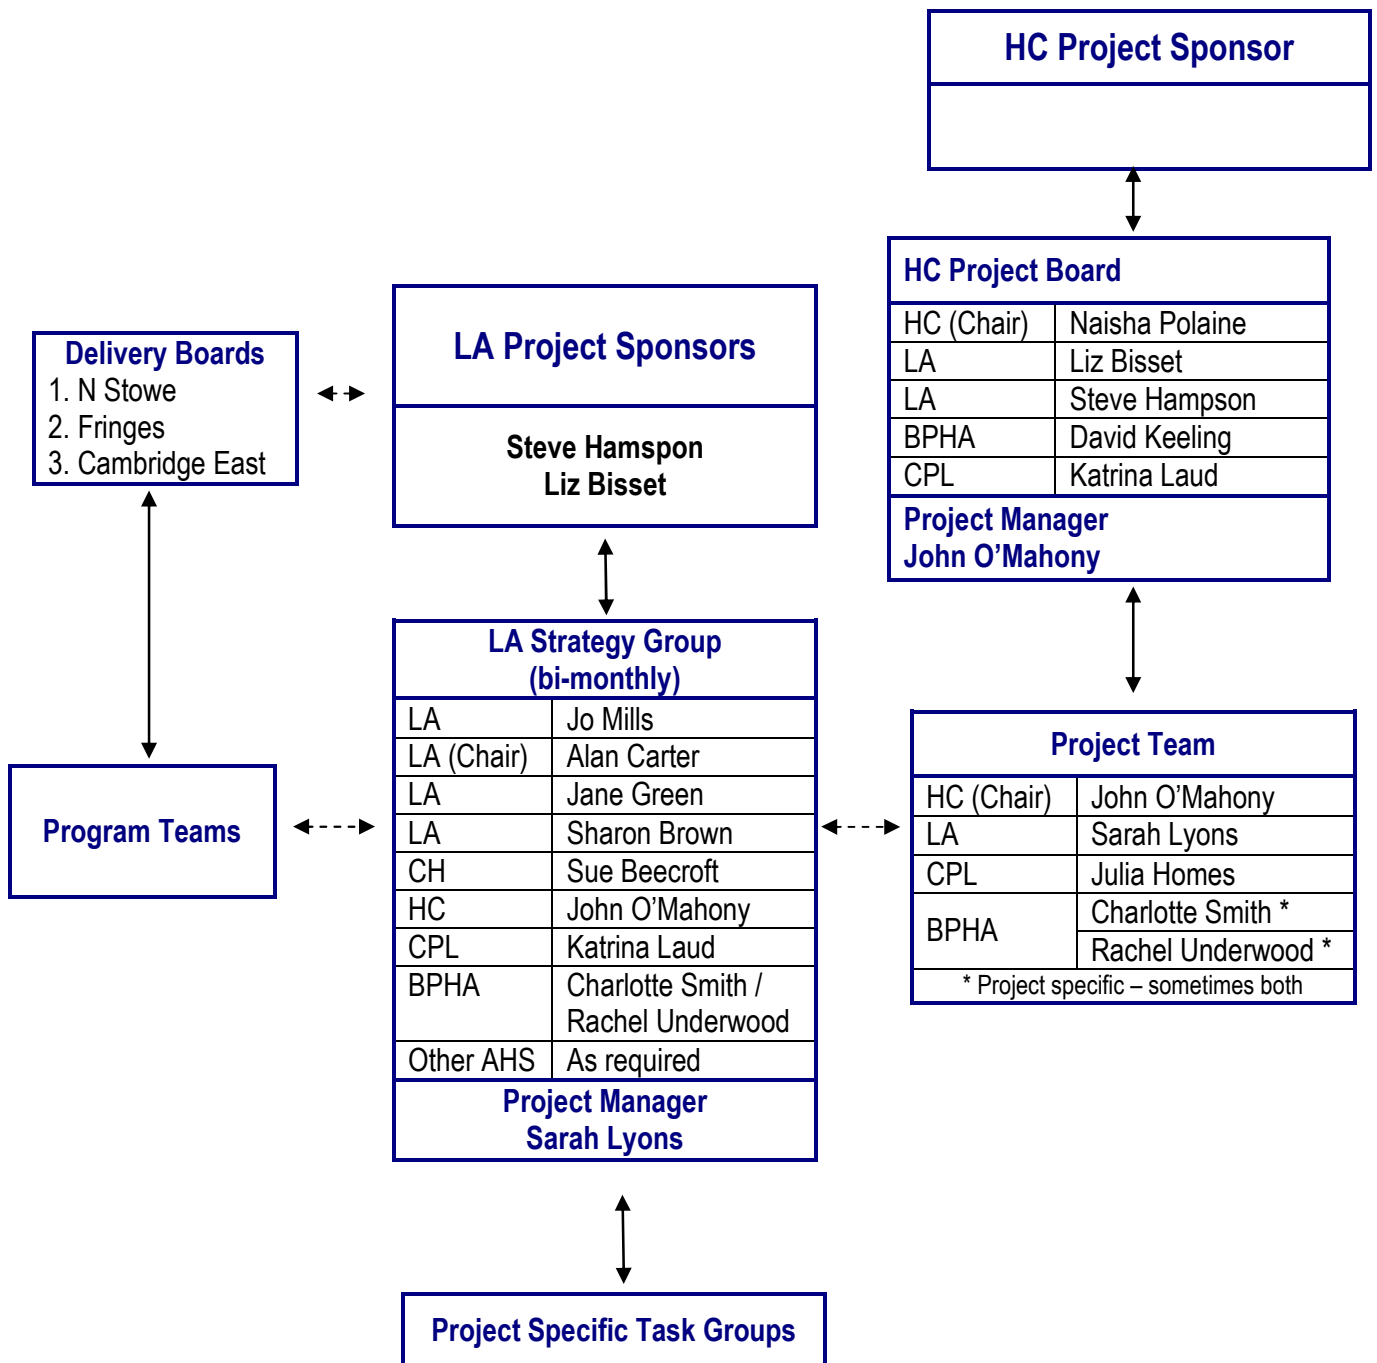 HC Project Sponsor
HC Project Board
HC (Chair) Naisha Polaine
LA Liz Bisset
LA Steve Hampson
BPHA David Keeling
CPL Katrina Laud
Project Manager
John O’Mahony
LA Project Sponsors
Steve Hamspon
Liz Bisset
Delivery Boards
1. N Stowe
2. Fringes
3. Cambridge East
LA Strategy Group
(bi-monthly)
LA Jo Mills
LA (Chair) Alan Carter
LA Jane Green
LA Sharon Brown
CH Sue Beecroft
HC John O’Mahony
CPL Katrina Laud
BPHA Charlotte Smith /
Rachel Underwood
Other AHS As required
Project Manager
Sarah Lyons
Program Teams
Project Team
HC (Chair) John O’Mahony
LA Sarah Lyons
CPL Julia Homes
BPHA Charlotte Smith *
Rachel Underwood *
* Project specific – sometimes both
Project Specific Task Groups